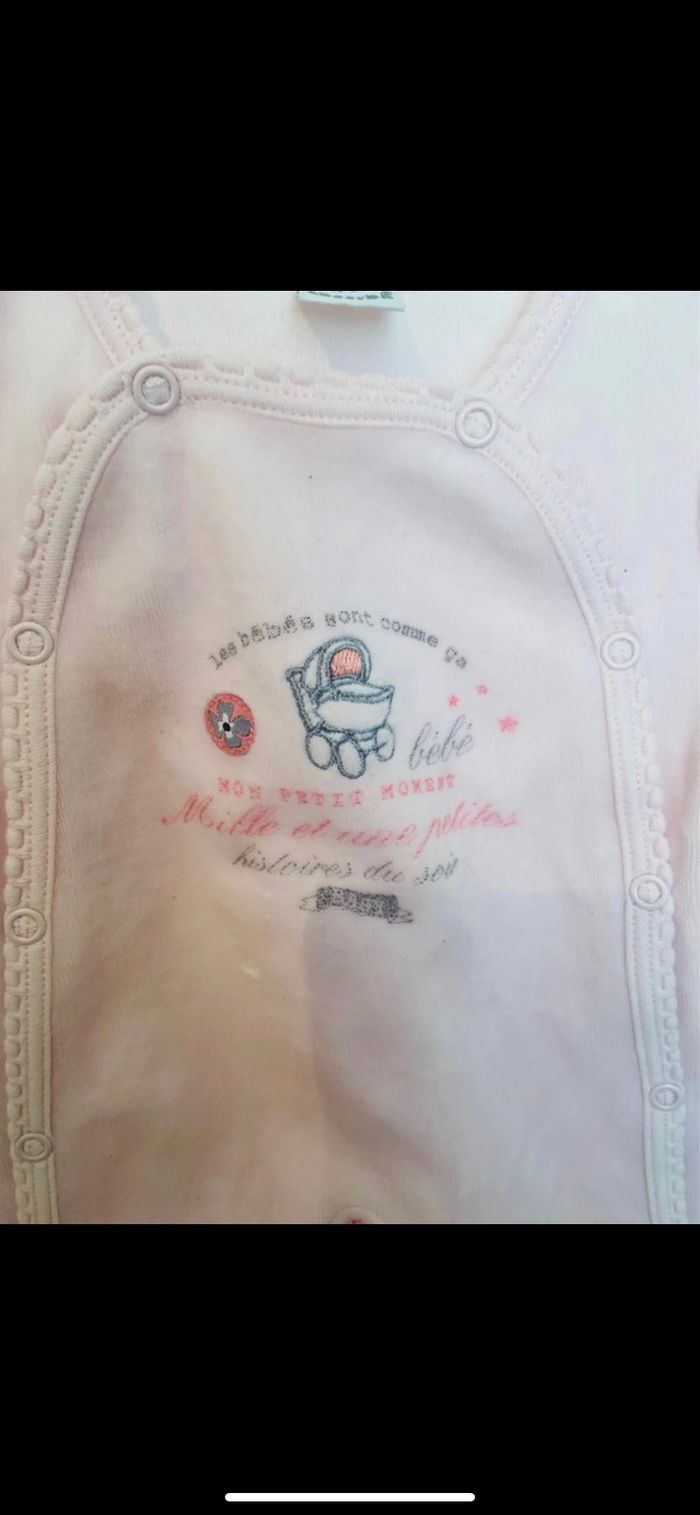 les bébés sont comme ça
bébé
MON PETIT MOMENT
Mille et une petites
histoires du soir